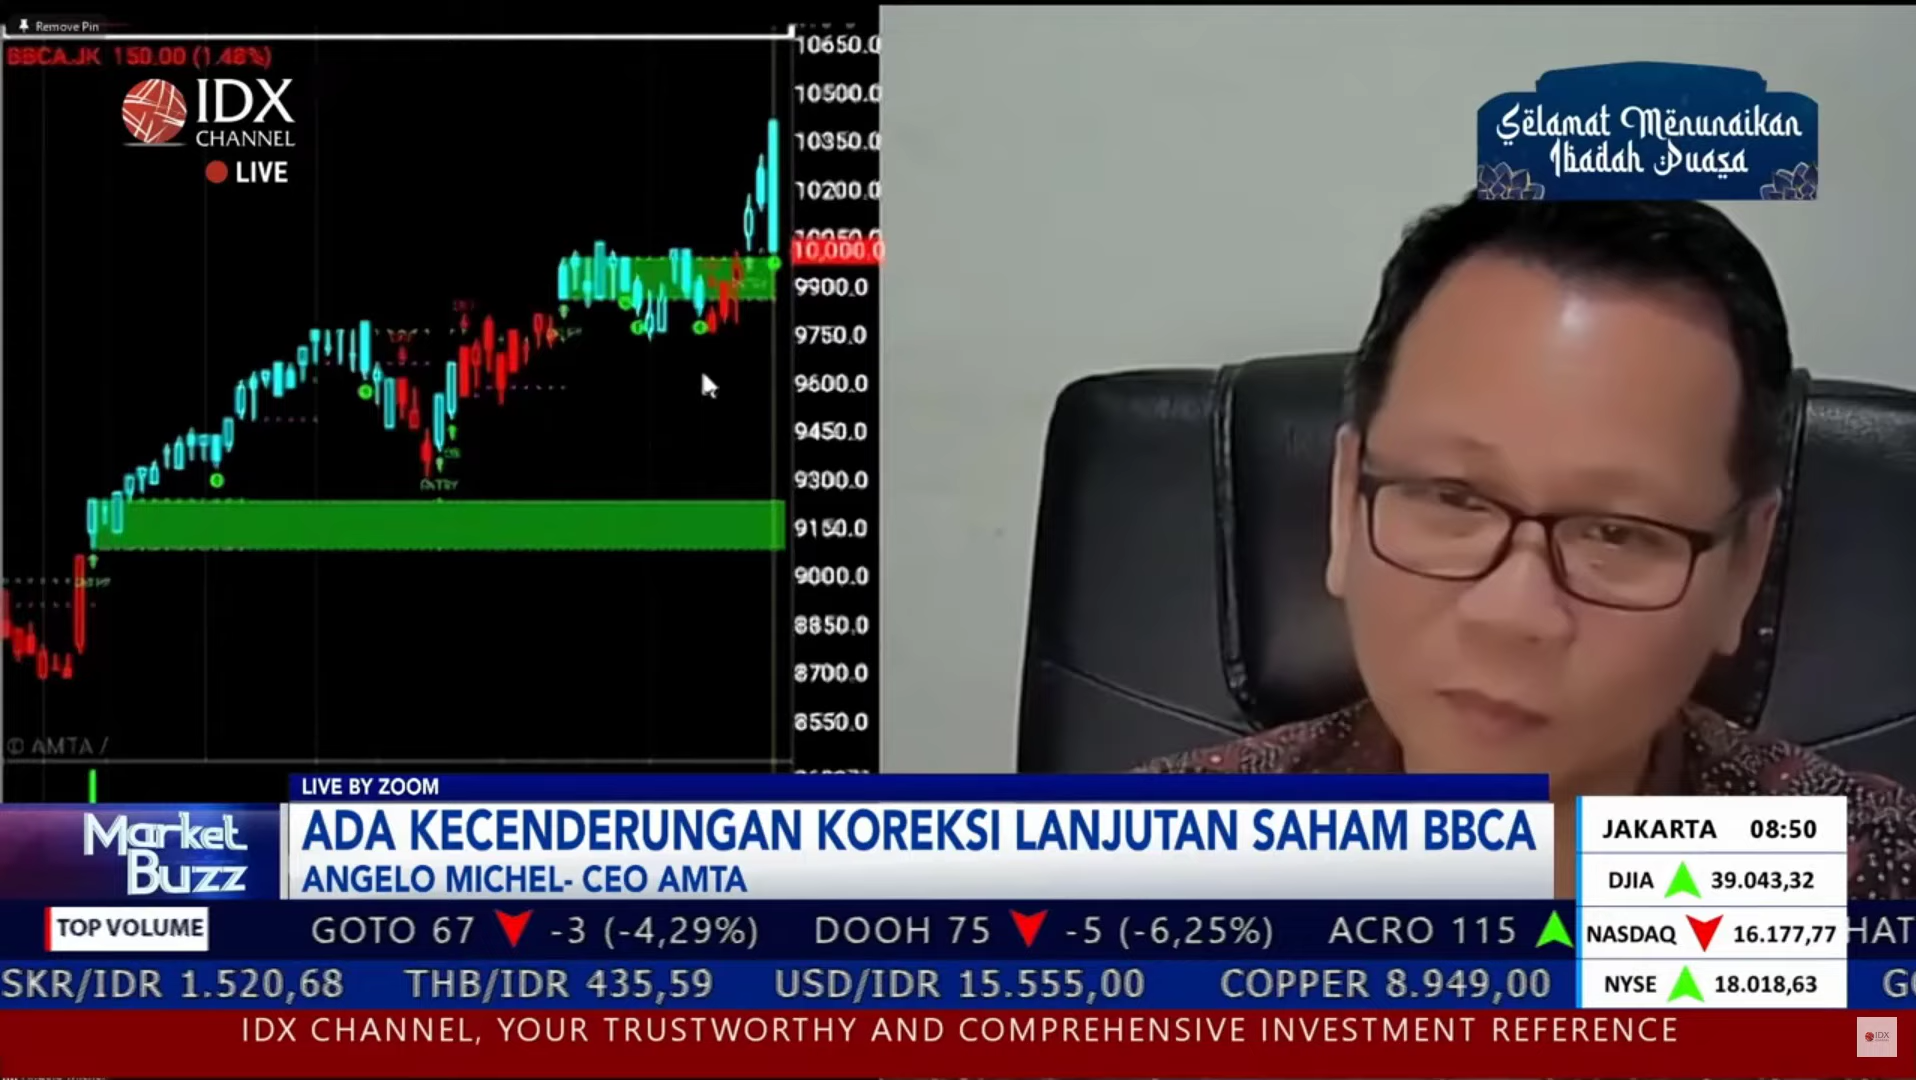 Remove Pin
BBCA.JK 150.00 (1.48%)
IDX
CHANNEL
LIVE
10650.0
10500.0
10350.0
10200.0
10050.0
10,000.0
9900.0
9750.0
9600.0
9450.0
9300.0
9150.0
9000.0
8850.0
8700.0
8550.0
ENTRY
© AMTA /
Selamat Menunaikan
Ibadah Puasa
LIVE BY ZOOM
Market
Buzz
ADA KECENDERUNGAN KOREKSI LANJUTAN SAHAM BBCA
ANGELO MICHEL- CEO AMTA
JAKARTA 08:50
DJIA 39.043,32
NASDAQ 16.177,77
NYSE 18.018,63
TOP VOLUME
GOTO 67 -3 (-4,29%) DOOH 75 -5 (-6,25%) ACRO 115
SKR/IDR 1.520,68 THB/IDR 435,59 USD/IDR 15.555,00 COPPER 8.949,00
IDX CHANNEL, YOUR TRUSTWORTHY AND COMPREHENSIVE INVESTMENT REFERENCE
IDX